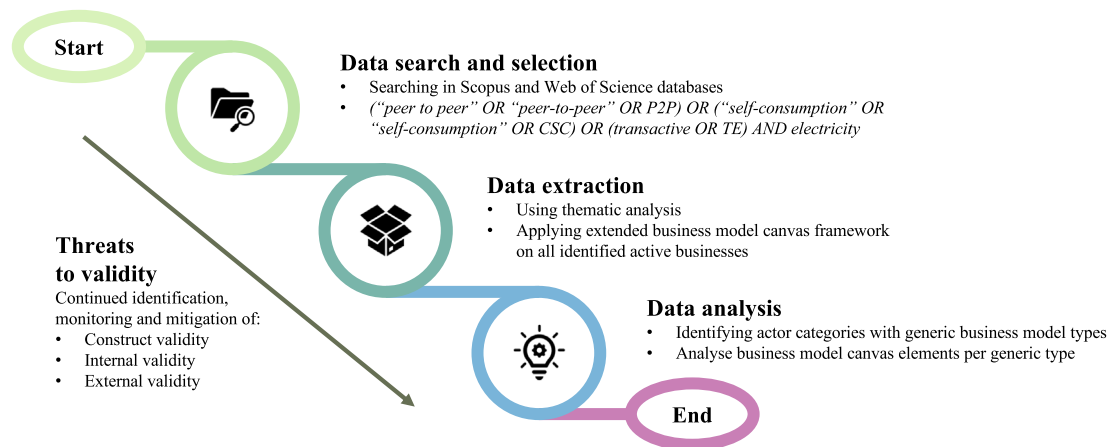 Start
Data search and selection
• Searching in Scopus and Web of Science databases
• (“peer to peer” OR “peer-to-peer” OR P2P) OR (“self-consumption” OR
“self-consumption” OR CSC) OR (transactive OR TE) AND electricity
Data extraction
• Using thematic analysis
• Applying extended business model canvas framework
on all identified active businesses
Threats
to validity
Continued identification,
monitoring and mitigation of:
• Construct validity
• Internal validity
• External validity
Data analysis
• Identifying actor categories with generic business model types
• Analyse business model canvas elements per generic type
End